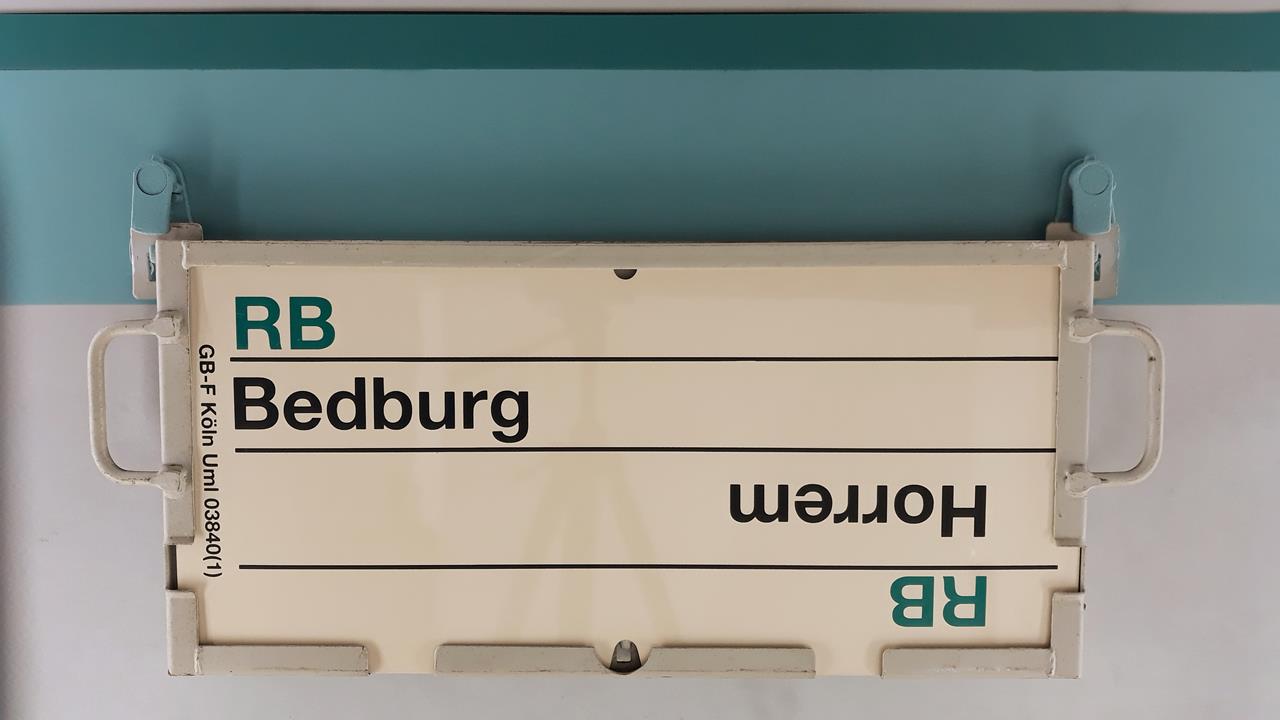 RB
Bedburg
Horrem
RB
GB-F Köln Uml 03840(1)